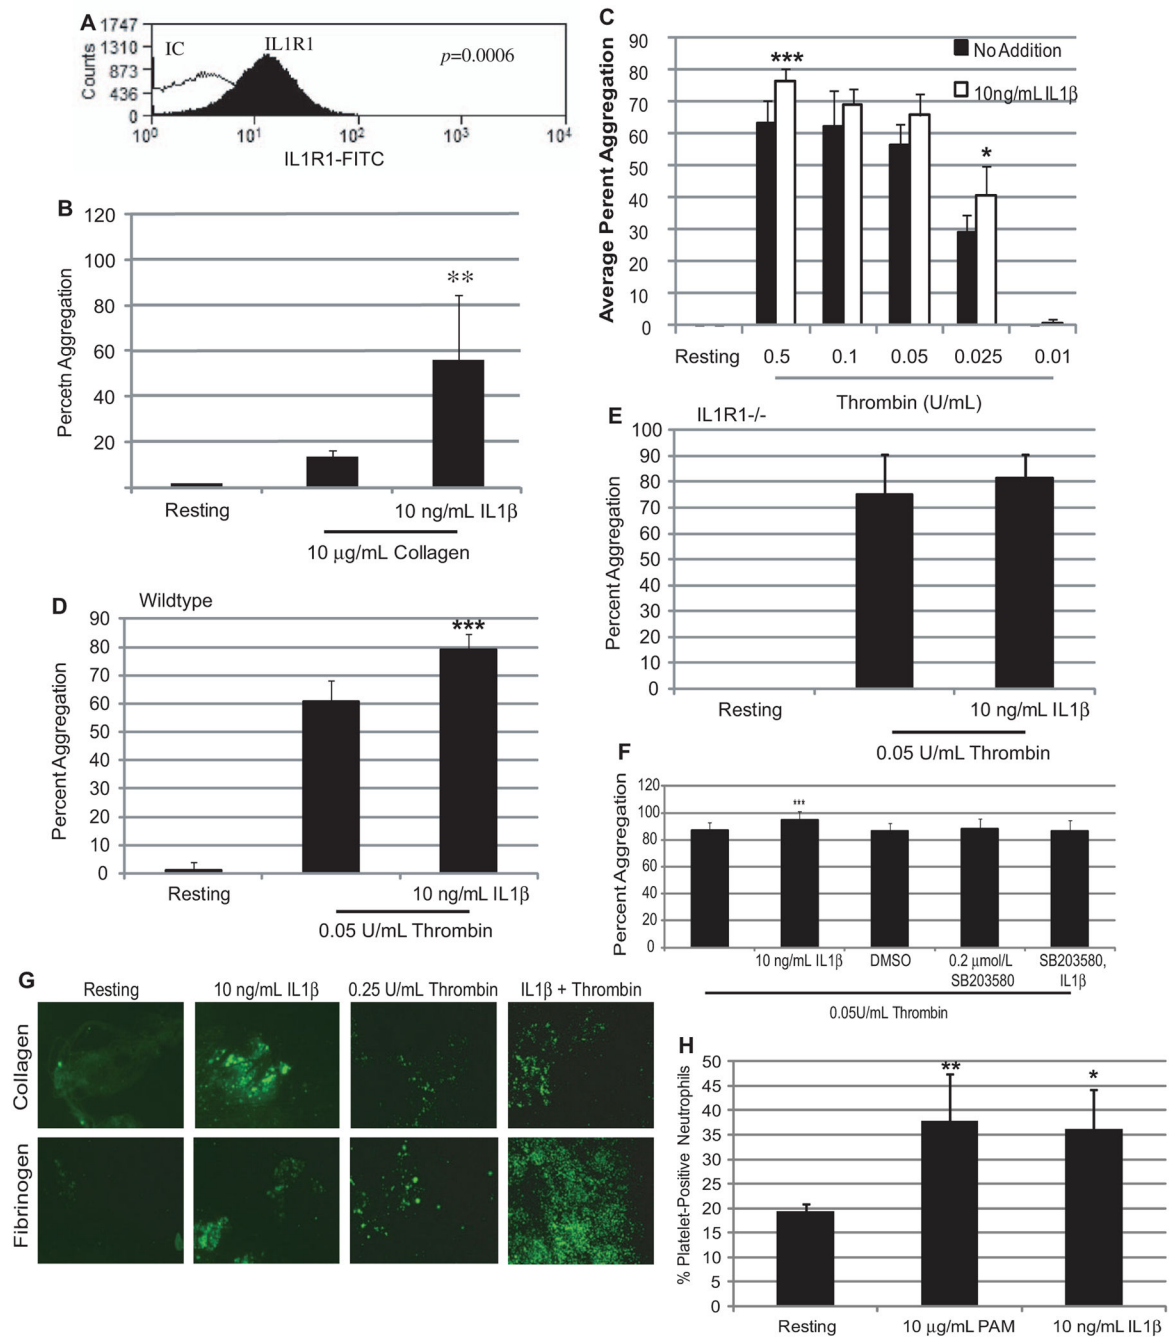 A
1747
1310
873
436
0
Counts
IC
IL1R1
p=0.0006
10⁰
10¹
10²
10³
10⁴
IL1R1-FITC
B
120
100
80
60
40
20
Percetn Aggregation
**
Resting
10 ng/mL IL1β
10 μg/mL Collagen
C
90
80
70
60
50
40
30
20
10
0
Average Perent Aggregation
No Addition
10ng/mL IL1β
***
*
Resting
0.5
0.1
0.05
0.025
0.01
Thrombin (U/mL)
D
Wildtype
90
80
70
60
50
40
30
20
10
0
Percent Aggregation
***
Resting
10 ng/mL IL1β
0.05 U/mL Thrombin
E
IL1R1-/-
100
90
80
70
60
50
40
30
20
10
0
Percent Aggregation
Resting
10 ng/mL IL1β
0.05 U/mL Thrombin
F
120
100
80
60
40
20
0
Percent Aggregation
***
10 ng/mL IL1β
DMSO
0.2 μmol/L
SB203580
SB203580,
IL1β
0.05U/mL Thrombin
G
Resting
10 ng/mL IL1β
0.25 U/mL Thrombin
IL1β + Thrombin
Collagen
Fibrinogen
H
50
45
40
35
30
25
20
15
10
5
0
% Platelet-Positive Neutrophils
**
*
Resting
10 μg/mL PAM
10 ng/mL IL1β